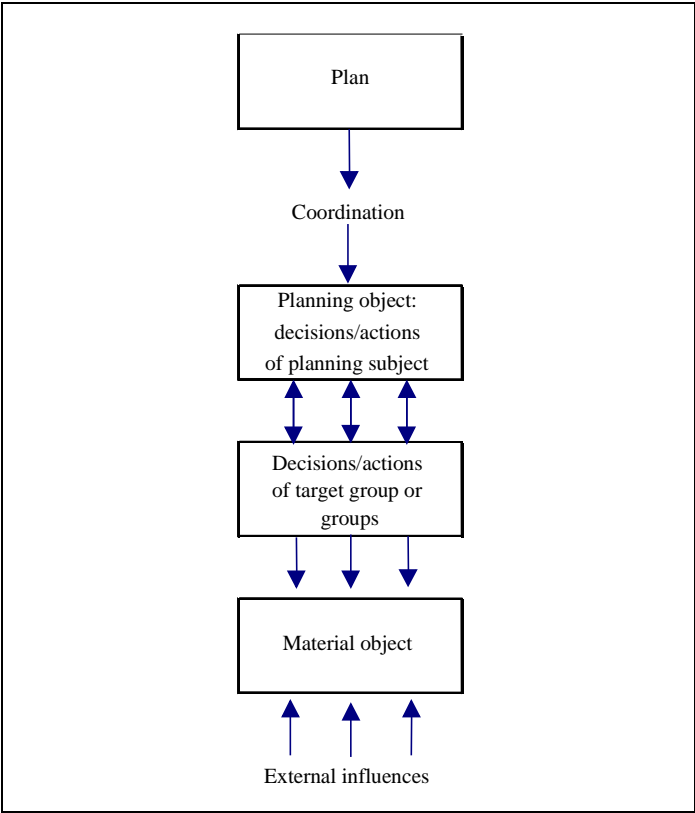 Plan
Coordination
Planning object:
decisions/actions
of planning subject
Decisions/actions
of target group or
groups
Material object
External influences